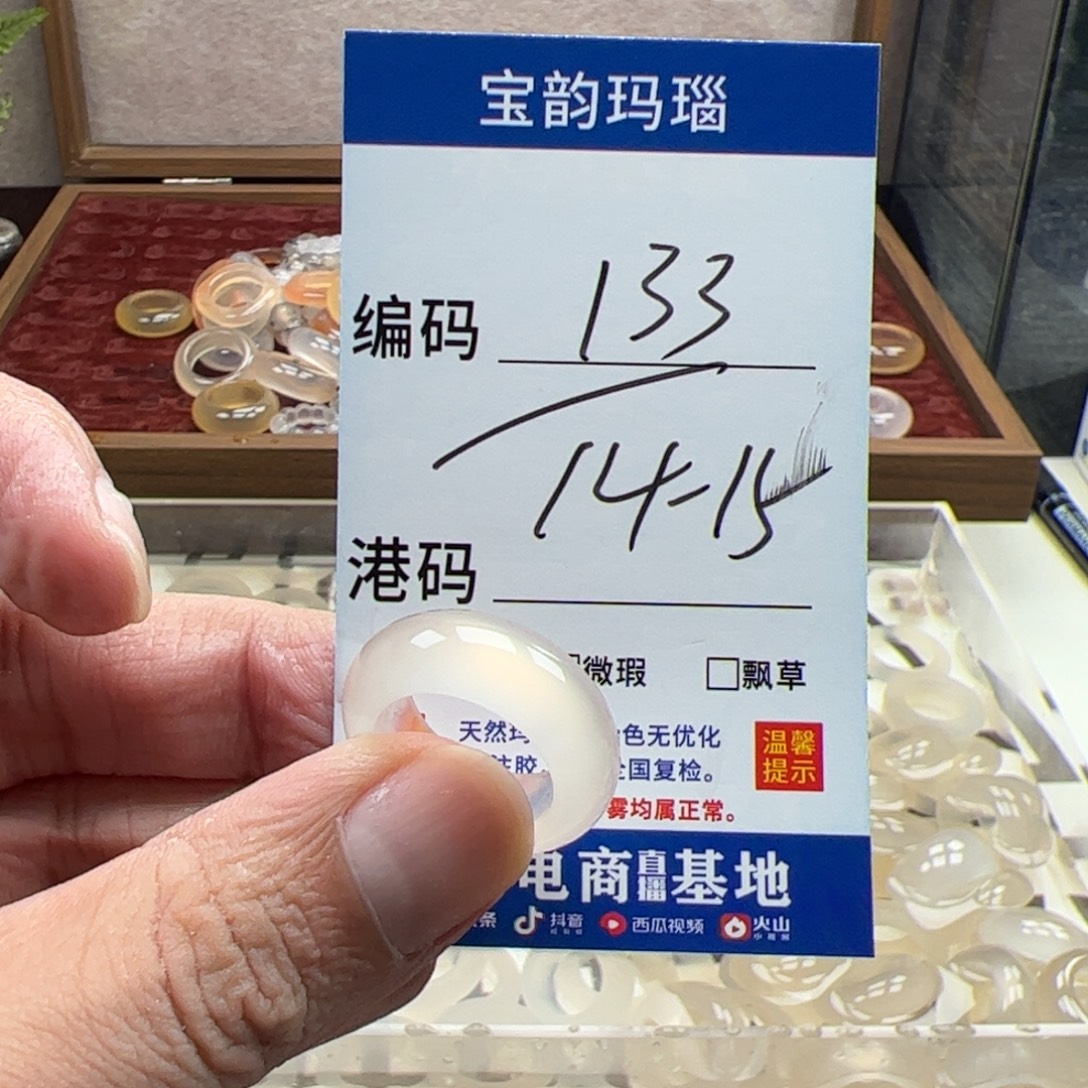 宝韵玛瑙
编码 133
14-15
港码
微瑕 □飘草
天然 色无优化
注胶 全国复检。
温馨提示
雾均属正常。
电商直播基地
抖音 西瓜视频 火山